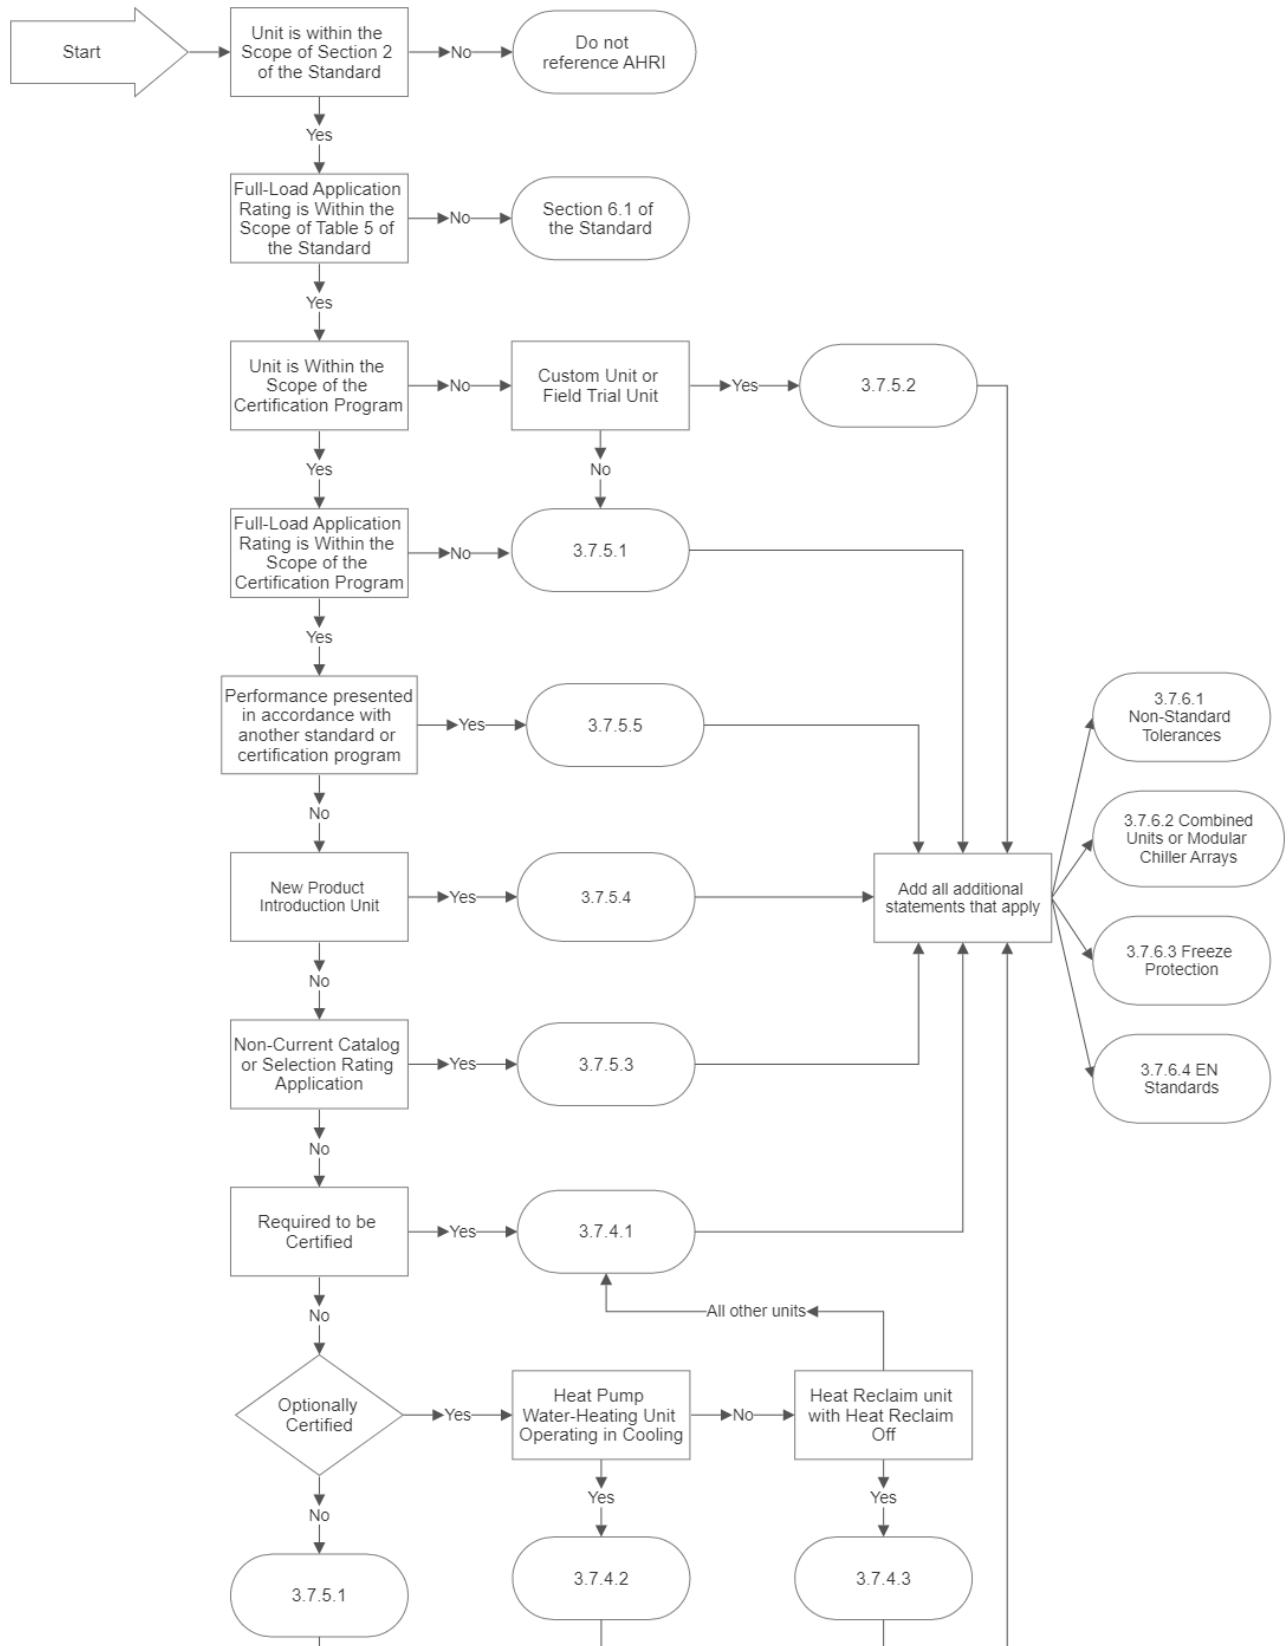 Start
Unit is within the
Scope of Section 2
of the Standard
No
Do not
reference AHRI
Yes
Full-Load Application
Rating is Within the
Scope of Table 5 of
the Standard
No
Section 6.1 of
the Standard
Yes
Unit is Within the
Scope of the
Certification Program
No
Custom Unit or
Field Trial Unit
Yes
3.7.5.2
Yes
No
Full-Load Application
Rating is Within the
Scope of the
Certification Program
No
3.7.5.1
Yes
Performance presented
in accordance with
another standard or
certification program
Yes
3.7.5.5
3.7.6.1
Non-Standard
Tolerances
No
3.7.6.2 Combined
Units or Modular
Chiller Arrays
New Product
Introduction Unit
Yes
3.7.5.4
Add all additional
statements that apply
3.7.6.3 Freeze
Protection
No
Non-Current Catalog
or Selection Rating
Application
Yes
3.7.5.3
3.7.6.4 EN
Standards
No
Required to be
Certified
Yes
3.7.4.1
No
All other units
Optionally
Certified
Yes
Heat Pump
Water-Heating Unit
Operating in Cooling
No
Heat Reclaim unit
with Heat Reclaim
Off
No
Yes
Yes
3.7.5.1
3.7.4.2
3.7.4.3